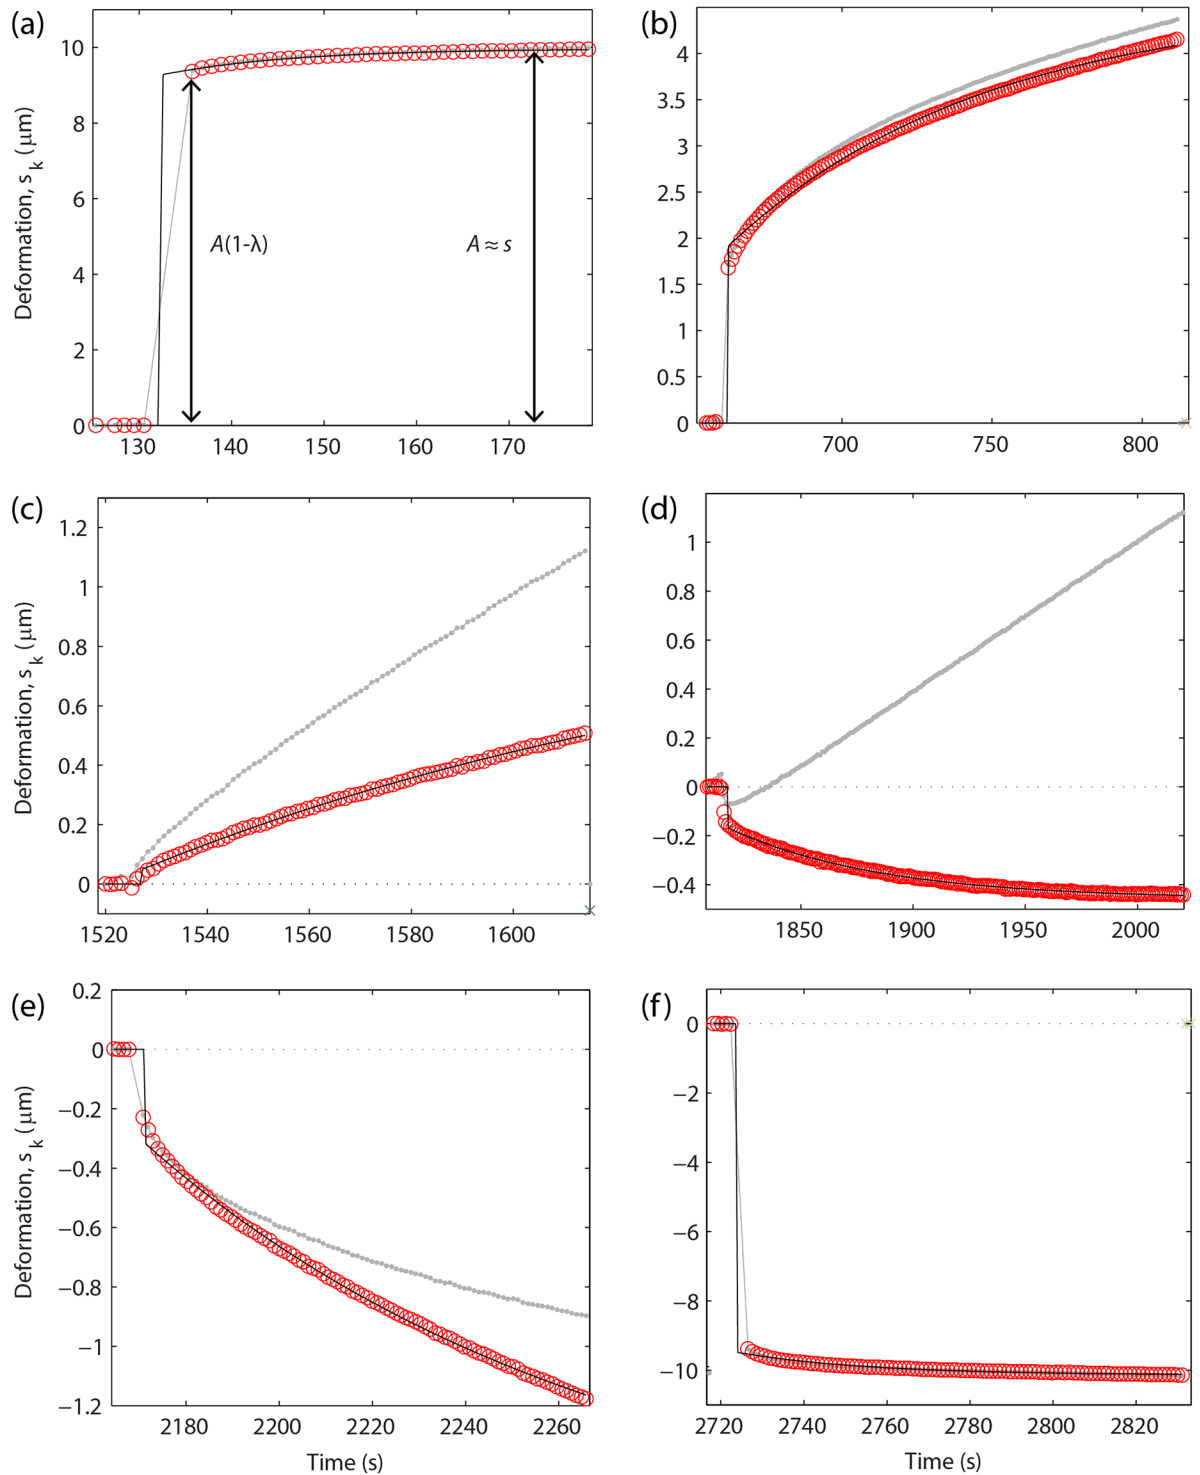 (a)
Deformation, s k (μm)
10
8
6
4
2
0
A(1-λ)
A ≈ s
130 140 150 160 170
(b)
4
3.5
3
2.5
2
1.5
1
0.5
0
700 750 800
(c)
Deformation, s k (μm)
1.2
1
0.8
0.6
0.4
0.2
0
1520 1540 1560 1580 1600
(d)
1
0.8
0.6
0.4
0.2
0
−0.2
−0.4
1850 1900 1950 2000
(e)
Deformation, s k (μm)
0.2
0
−0.2
−0.4
−0.6
−0.8
−1
−1.2
2180 2200 2220 2240 2260
Time (s)
(f)
0
−2
−4
−6
−8
−10
2720 2730 2740 2760 2780 2800 2820
Time (s)